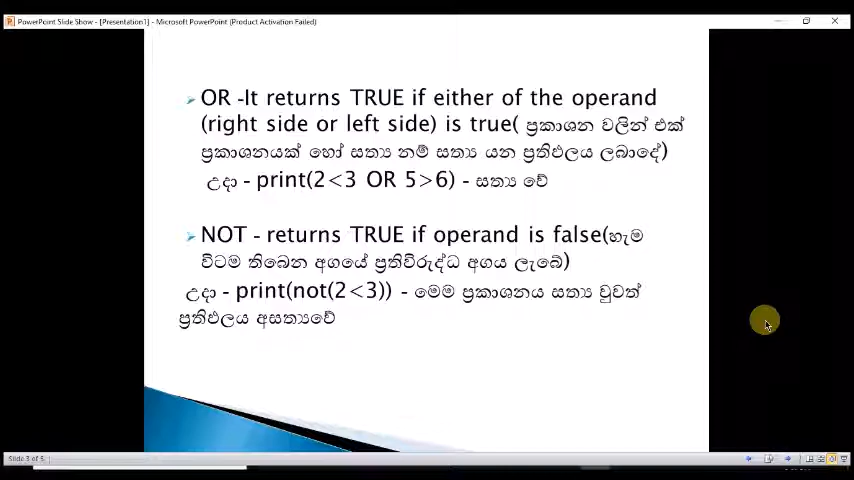 PowerPoint Slide Show - [Presentation1] - Microsoft PowerPoint (Product Activation Failed)
OR -It returns TRUE if either of the operand
(right side or left side) is true( ප්‍රකාශන වලින් එක්
ප්‍රකාශනයක් හෝ සත්‍ය නම් සත්‍ය යන ප්‍රතිඵලය ලබාදේ)
උදා - print(2<3 OR 5>6) - සත්‍ය වේ
NOT - returns TRUE if operand is false(හැම
විටම තිබෙන අගයේ ප්‍රතිවිරුද්ධ අගය ලැබේ)
උදා - print(not(2<3)) - මෙම ප්‍රකාශනය සත්‍ය වුවත්
ප්‍රතිඵලය අසත්‍යවේ
Slide 3 of 5